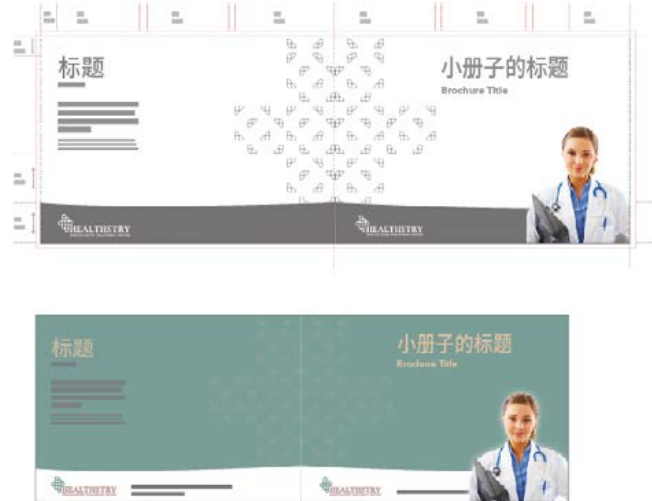 标题
小册子的标题
Brochure Title
HEALTHSTRY
HEALTHSTRY
标题
小册子的标题
Brochure Title
HEALTHSTRY
HEALTHSTRY